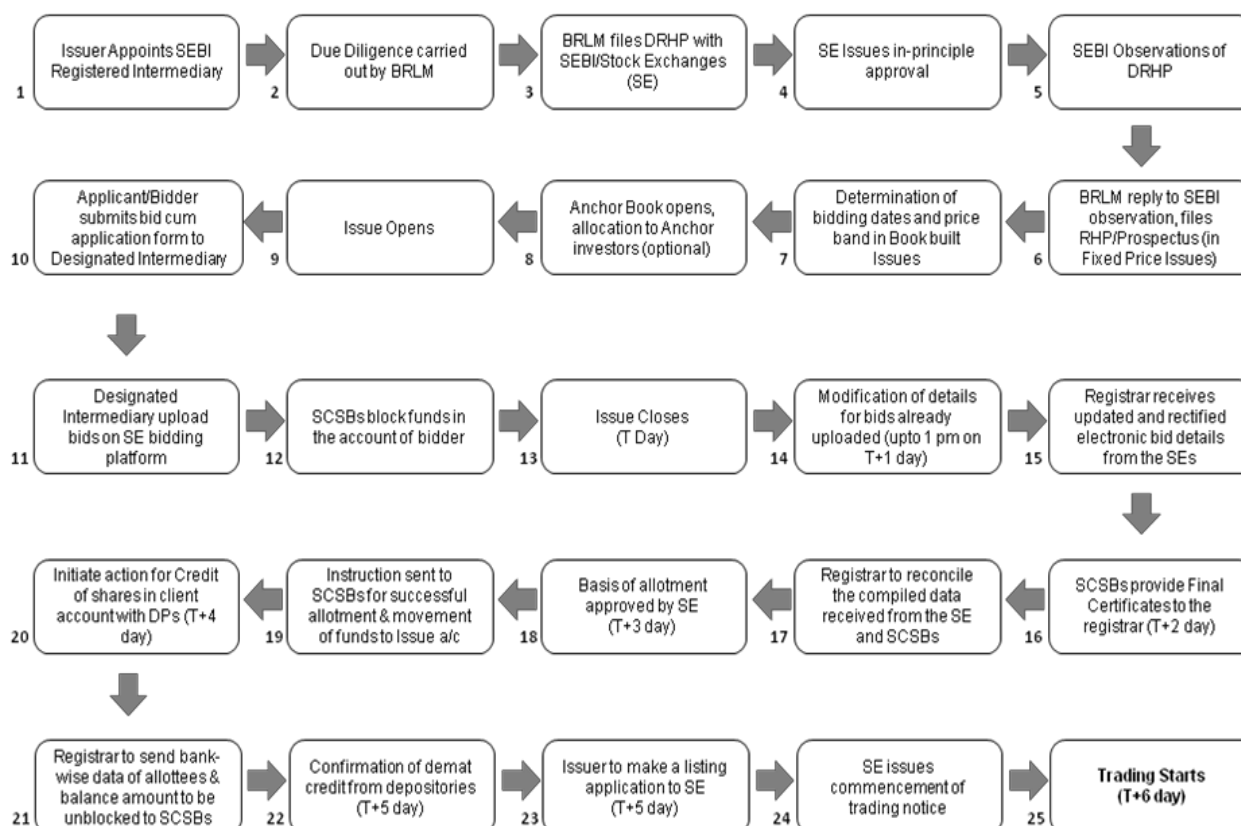 Issuer Appoints SEBI
Registered Intermediary
1
Due Diligence carried
out by BRLM
2
BRLM files DRHP with
SEBI/Stock Exchanges
(SE)
3
SE Issues in-principle
approval
4
SEBI Observations of
DRHP
5
BRLM reply to SEBI
observation, files
RHP/Prospectus (in
Fixed Price Issues)
6
Determination of
bidding dates and price
band in Book built
Issues
7
Anchor Book opens,
allocation to Anchor
investors (optional)
8
Issue Opens
9
Applicant/Bidder
submits bid cum
application form to
Designated Intermediary
10
Designated
Intermediary upload
bids on SE bidding
platform
11
SCSBs block funds in
the account of bidder
12
Issue Closes
(T Day)
13
Modification of details
for bids already
uploaded (upto 1 pm on
T+1 day)
14
Registrar receives
updated and rectified
electronic bid details
from the SEs
15
SCSBs provide Final
Certificates to the
registrar (T+2 day)
16
Registrar to reconcile
the compiled data
received from the SE
and SCSBs
17
Basis of allotment
approved by SE
(T+3 day)
18
Instruction sent to
SCSBs for successful
allotment & movement
of funds to Issue a/c
19
Initiate action for Credit
of shares in client
account with DPs (T+4
day)
20
Registrar to send bank-
wise data of allottees &
balance amount to be
unblocked to SCSBs
21
Confirmation of demat
credit from depositories
(T+5 day)
22
Issuer to make a listing
application to SE
(T+5 day)
23
SE issues
commencement of
trading notice
24
Trading Starts
(T+6 day)
25